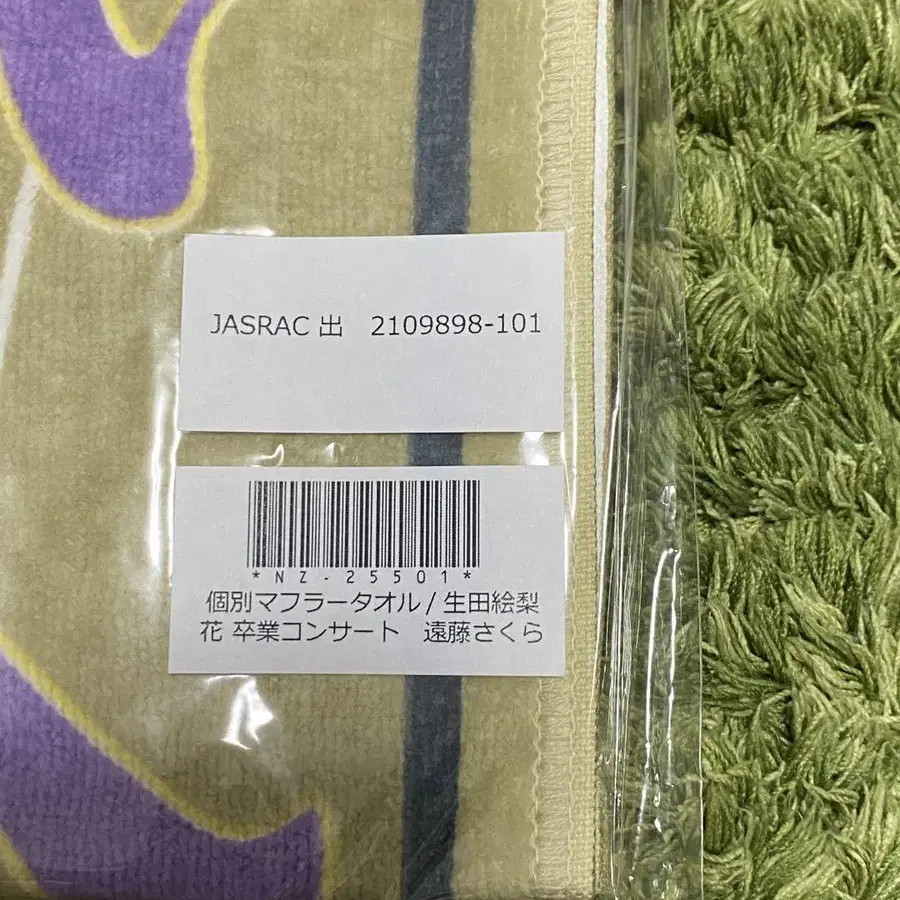 JASRAC 出　2109898-101
*NZ-25501*
個別マフラータオル / 生田絵梨
花 卒業コンサート　遠藤さくら